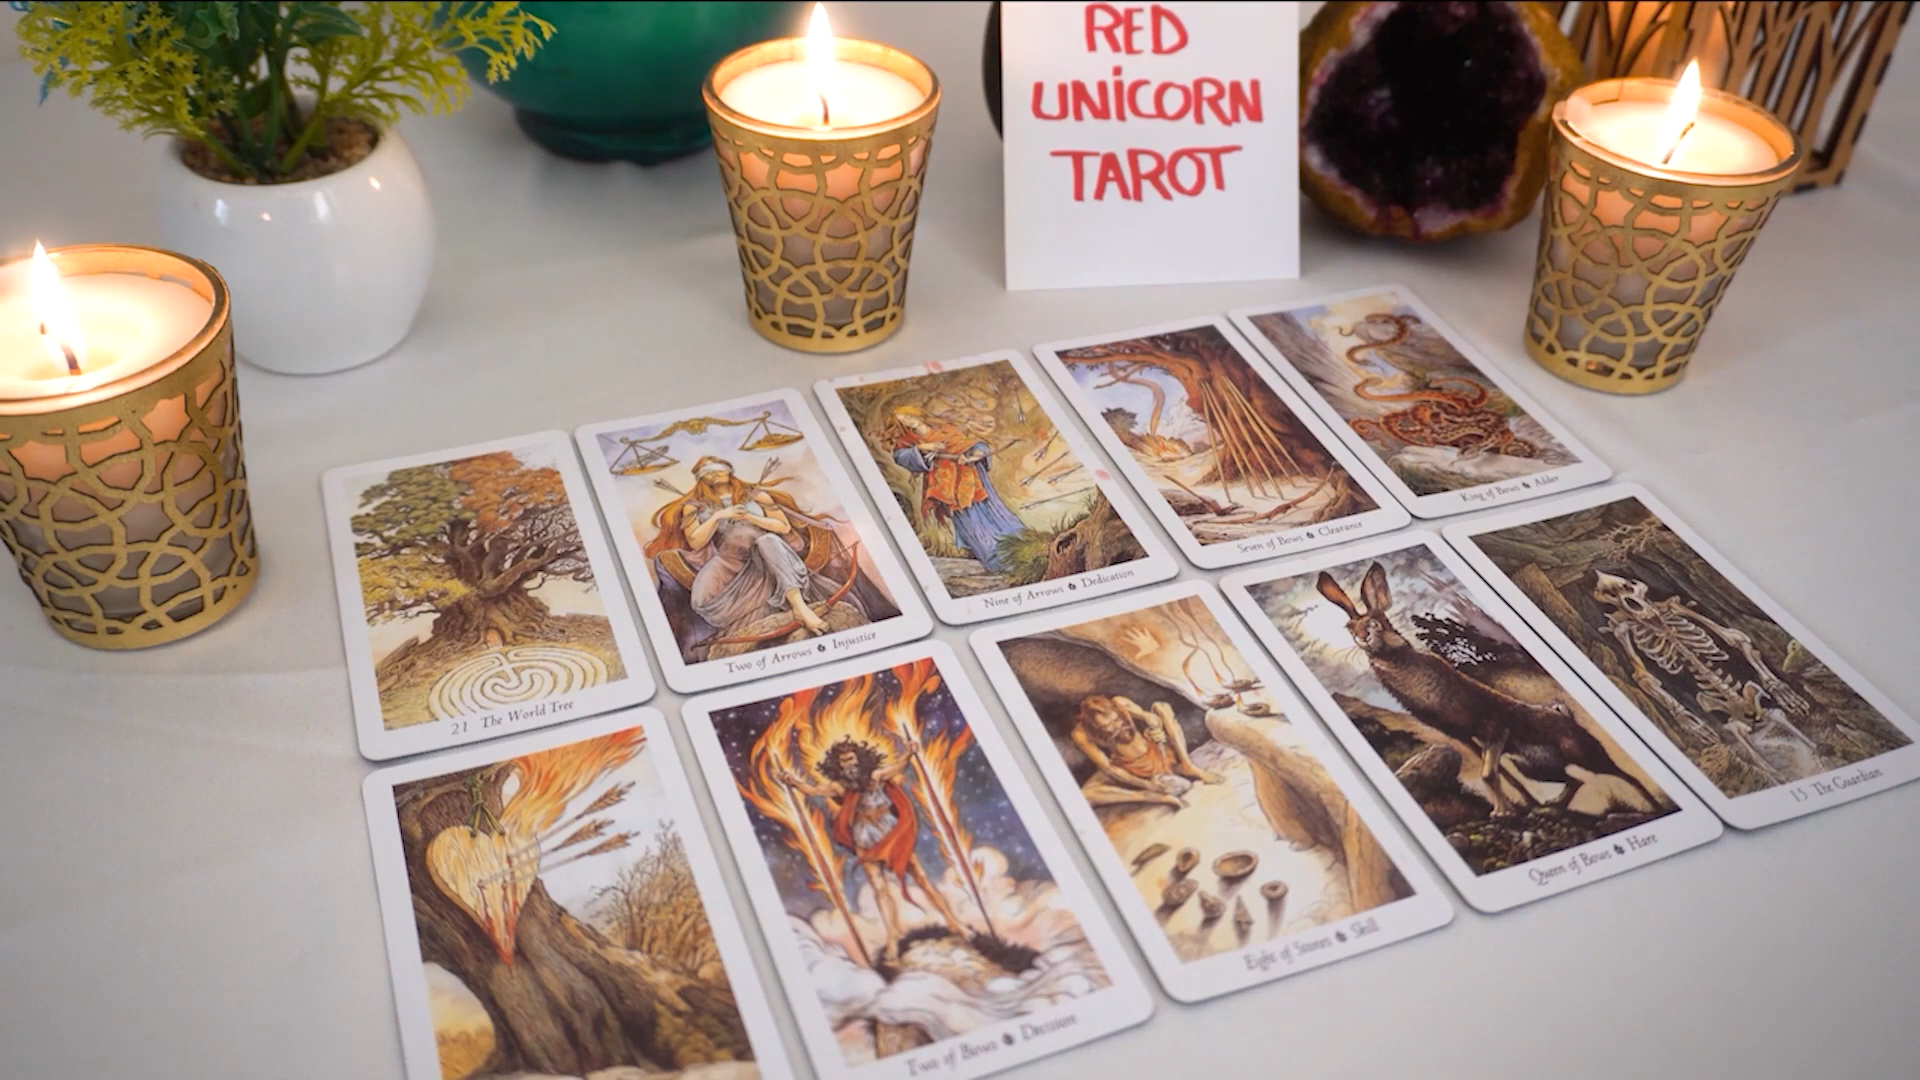 RED
UNiCORN
TAROT
King of Bows Adder
Seven of Bows Clearance
Nine of Arrows Dedication
Two of Arrows Injustice
21 The World Tree
15 The Guardian
Queen of Bows Hare
Eight of Stones Skill
Two of Bows Decision